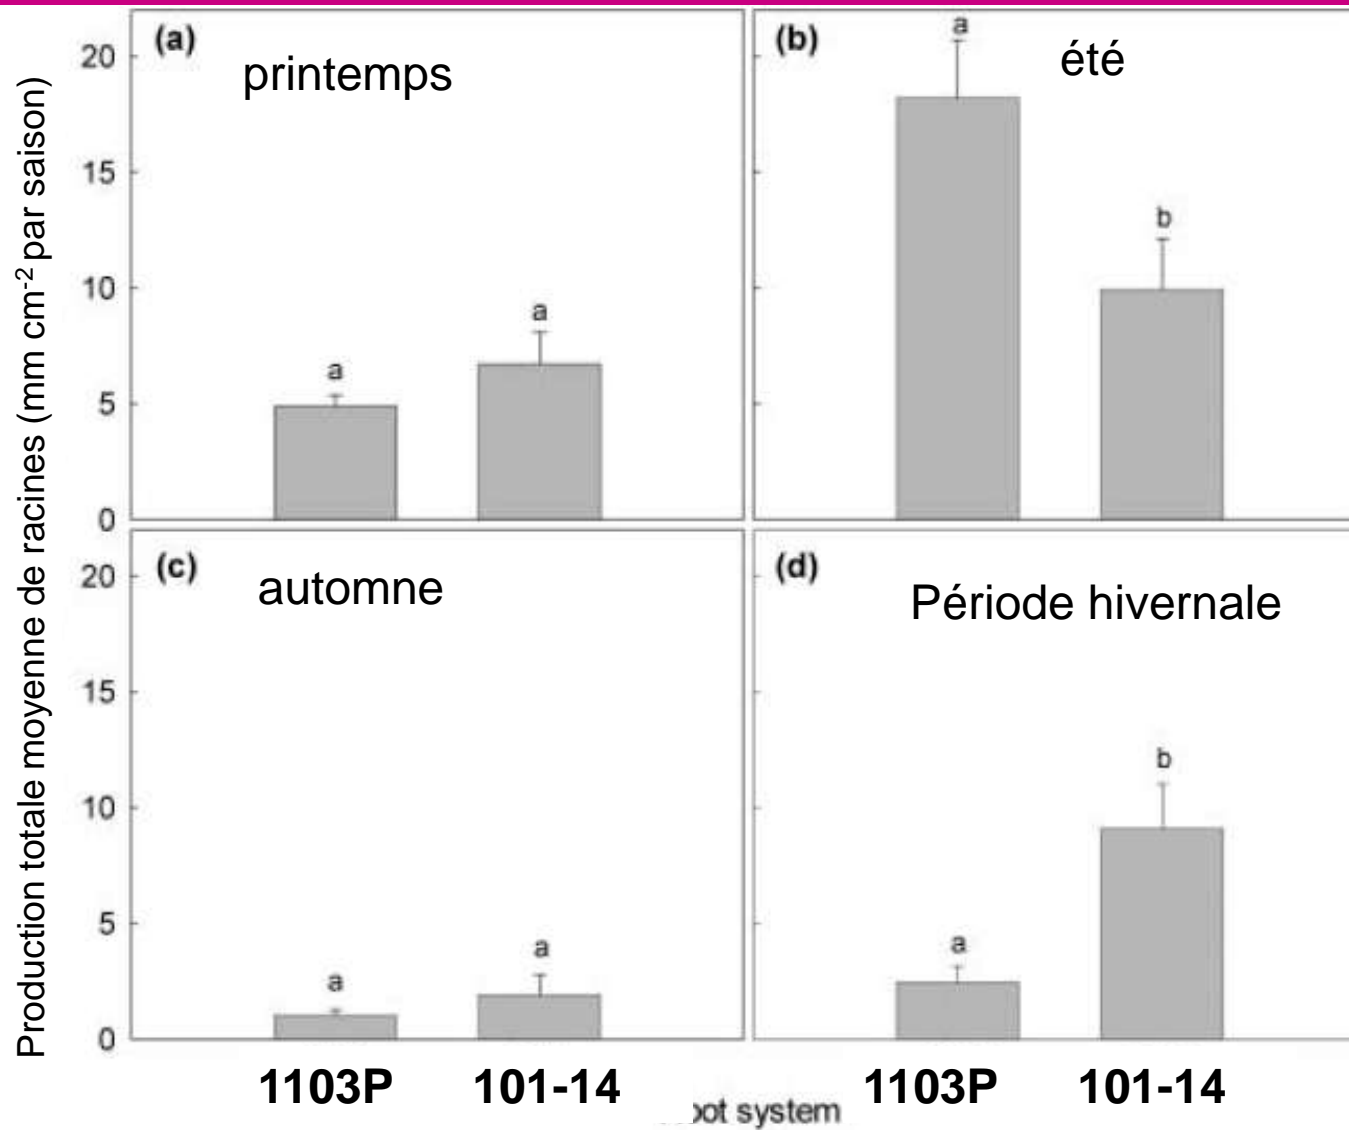 Production totale moyenne de racines (mm cm-2 par saison)
(a)
printemps
20
15
10
5
0
a
a
(b)
été
a
b
(c)
automne
20
15
10
5
0
a
a
(d)
Période hivernale
a
b
1103P 101-14 1103P 101-14
system